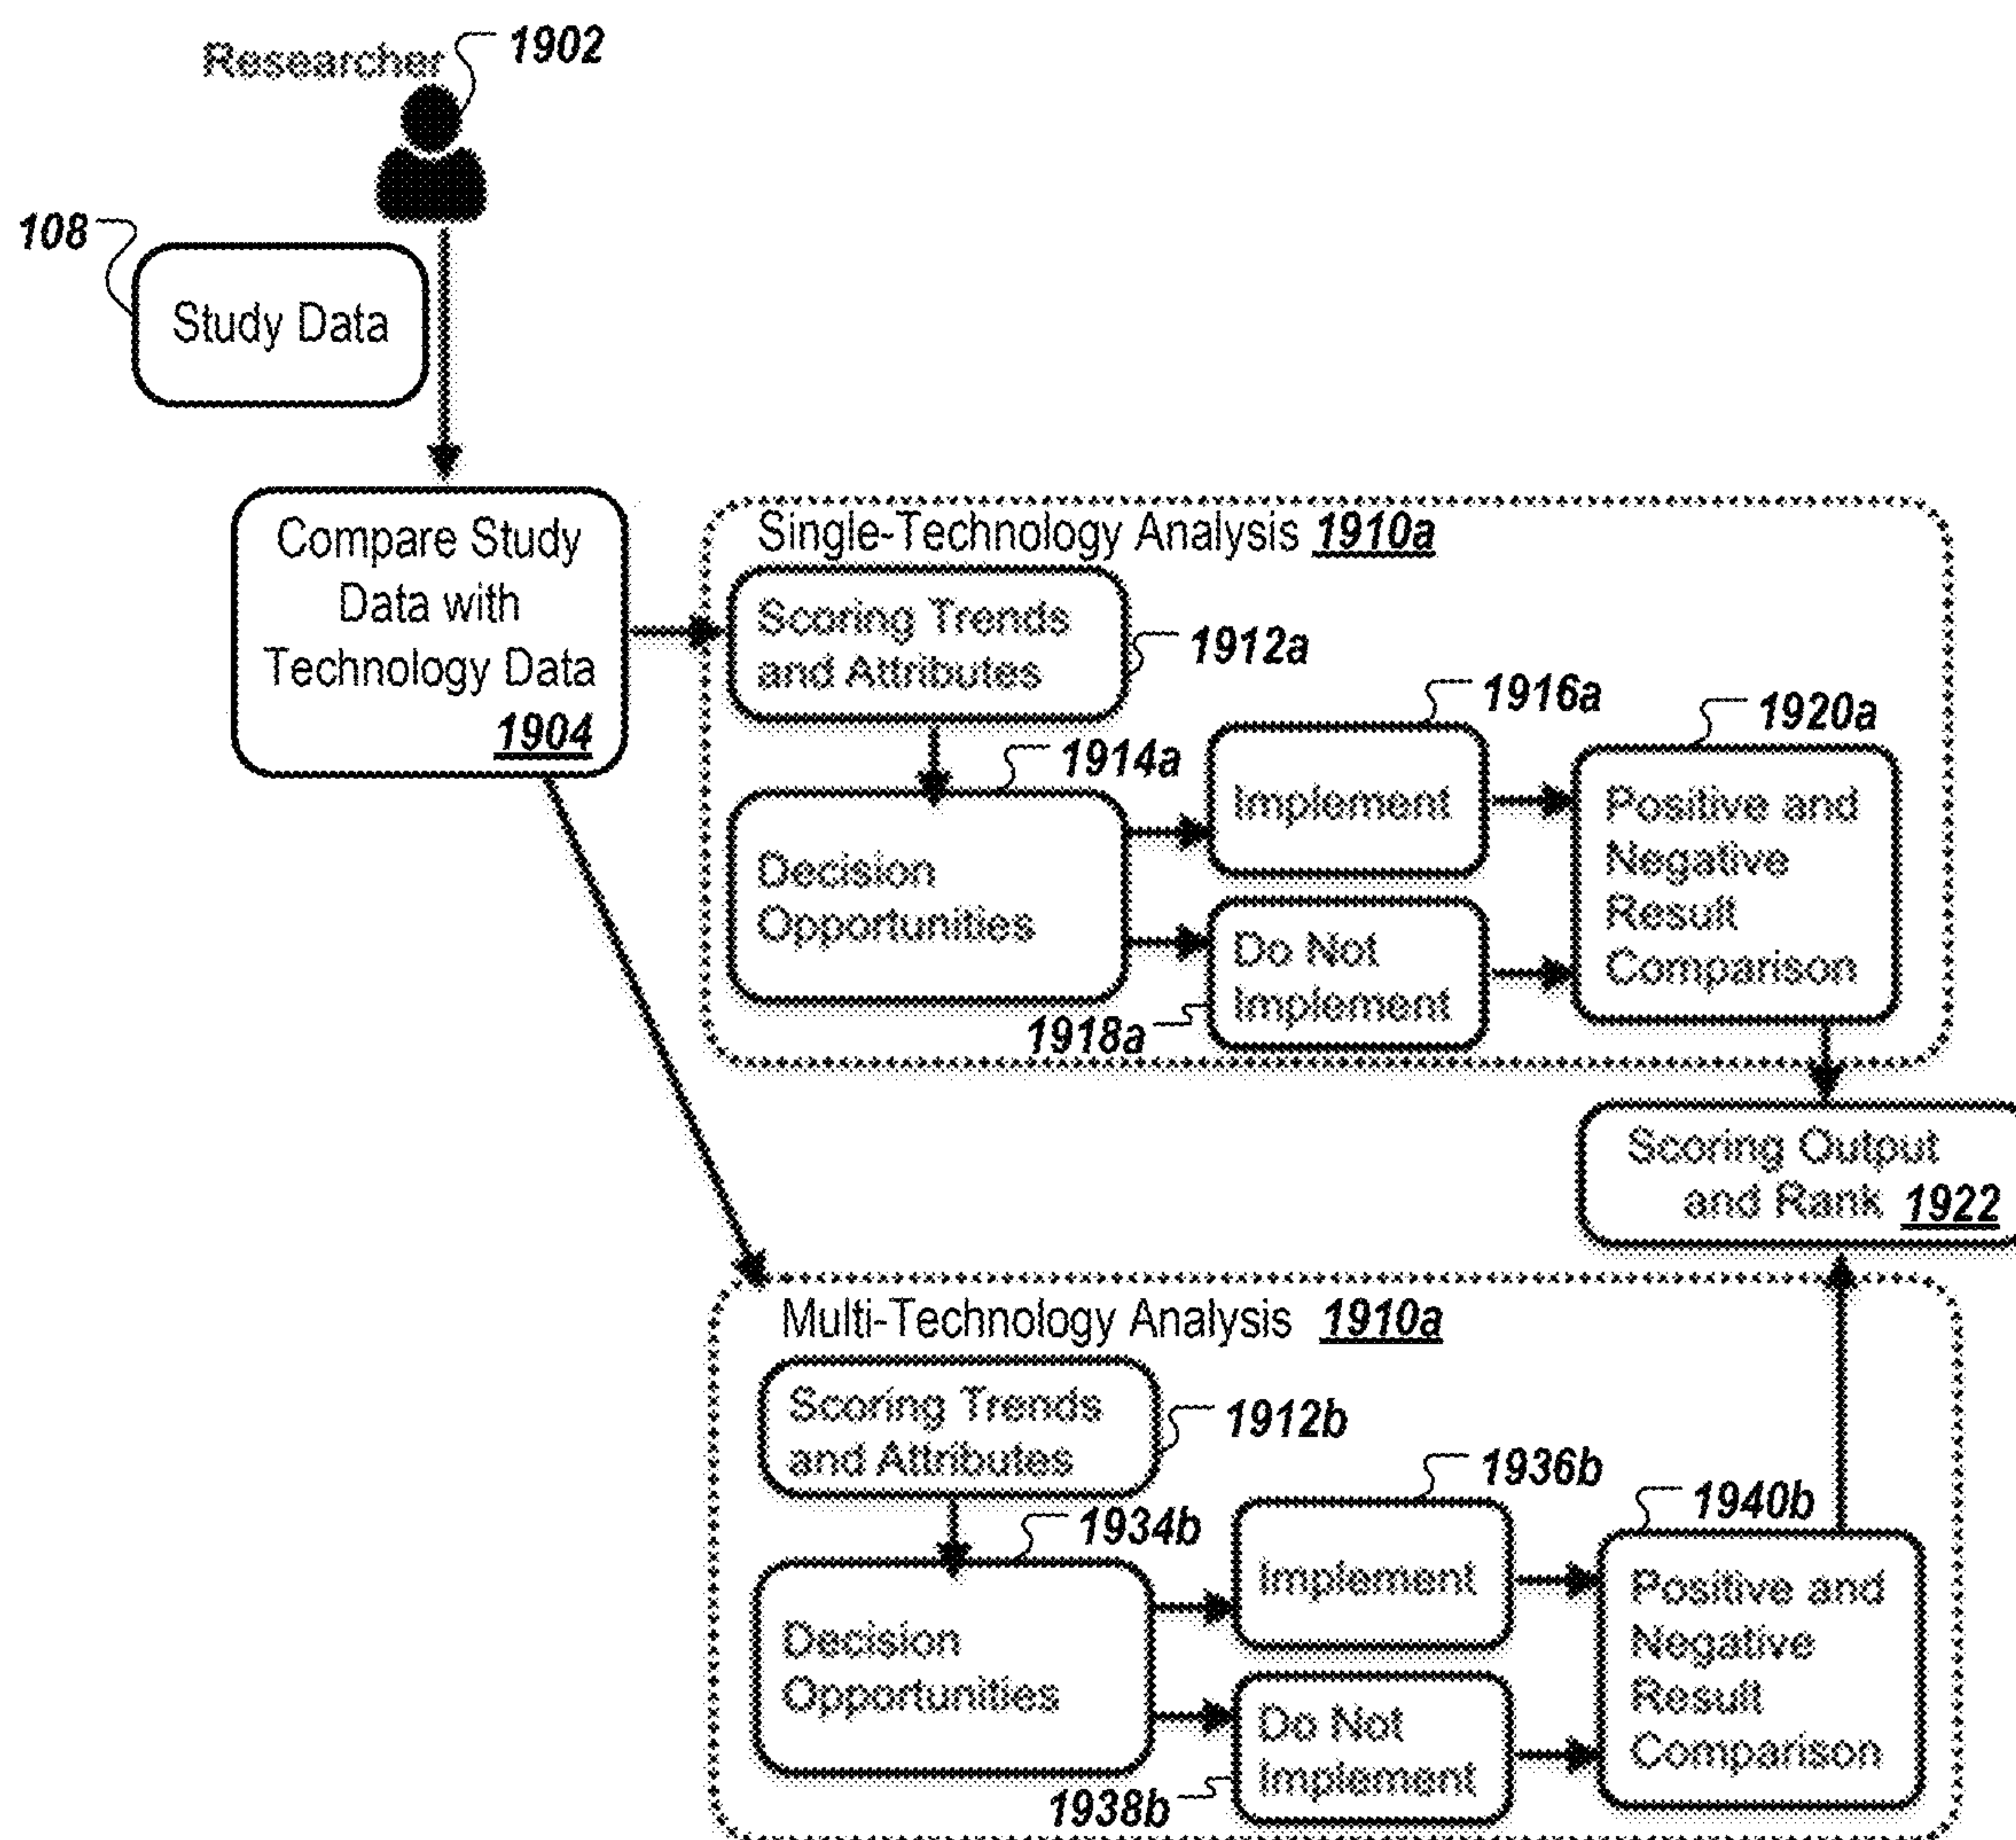 Researcher
1902
108
Study Data
Compare Study
Data with
Technology Data
1904
Single-Technology Analysis 1910a
Scoring Trends
and Attributes
1912a
1914a
Decision
Opportunities
1916a
Implement
Do Not
Implement
1918a
1920a
Positive and
Negative
Result
Comparison
Scoring Output
and Rank 1922
Multi-Technology Analysis 1910a
Scoring Trends
and Attributes
1912b
1934b
Decision
Opportunities
1936b
Implement
Do Not
Implement
1938b
1940b
Positive and
Negative
Result
Comparison